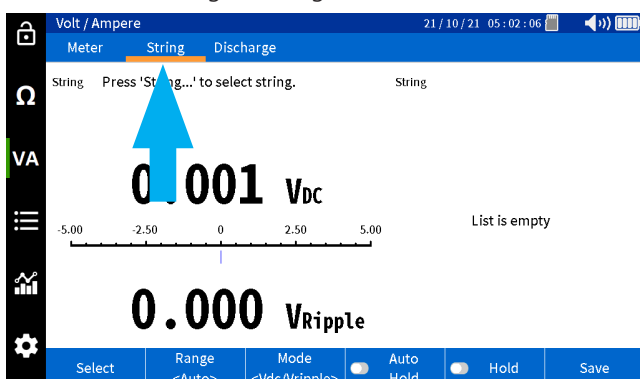 Volt / Ampere
21 / 10 / 21 05 : 02 : 06
Meter String Discharge
String Press 'String...' to select string. String
Ω
VA
0.001 VDC
-5.00 -2.50 0 2.50 5.00
List is empty
0.000 VRipple
Select
Range
<Auto>
Mode
<Vdc/Vripple>
Auto
Hold
Hold
Save